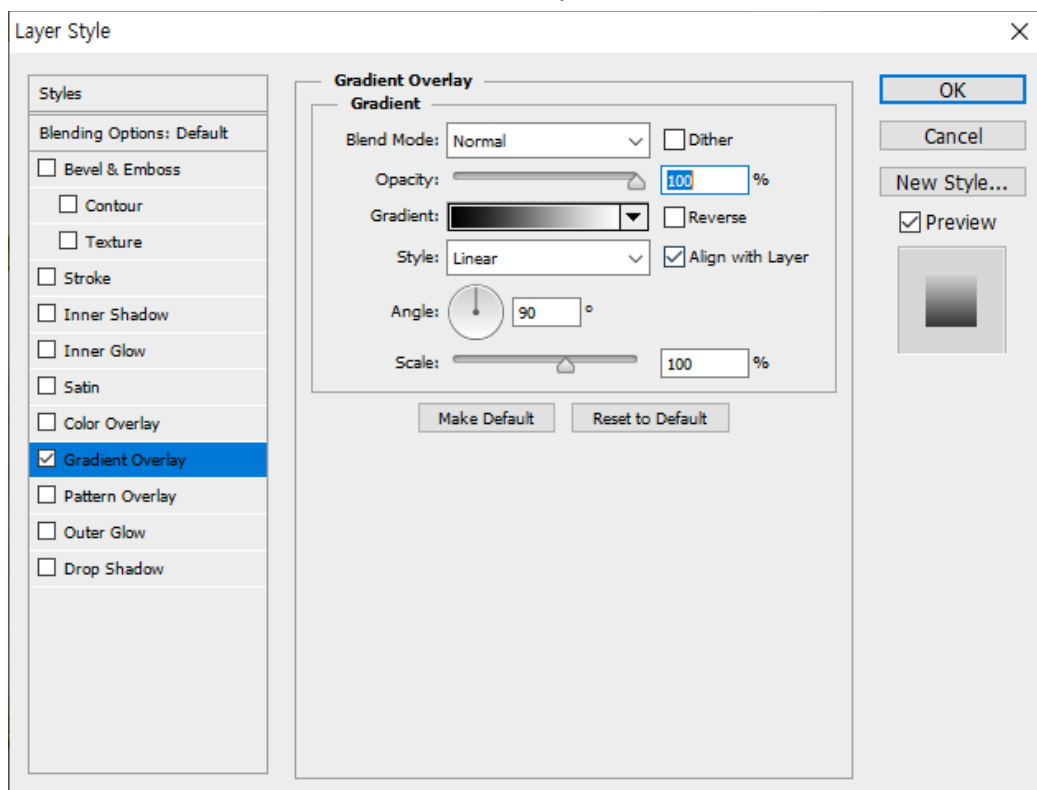 Layer Style
Styles
Blending Options: Default
Bevel & Emboss
Contour
Texture
Stroke
Inner Shadow
Inner Glow
Satin
Color Overlay
Gradient Overlay
Pattern Overlay
Outer Glow
Drop Shadow
Gradient Overlay
Gradient
Blend Mode: Normal Dither
Opacity: 100 %
Gradient: Reverse
Style: Linear Align with Layer
Angle: 90 °
Scale: 100 %
Make Default Reset to Default
OK
Cancel
New Style...
Preview